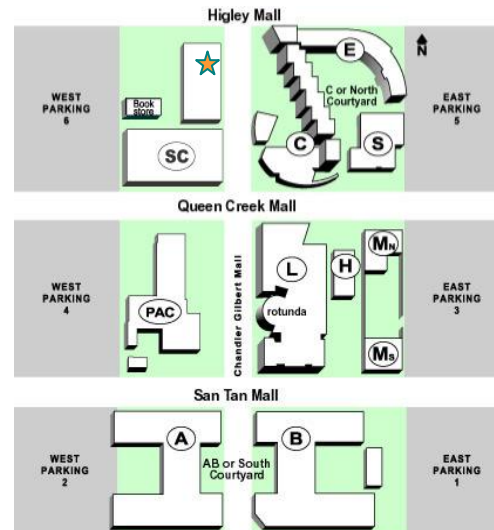 Higley Mall
E
N
WEST
PARKING
6
Book
store
C or North
Courtyard
EAST
PARKING
5
SC
C
S
Queen Creek Mall
WEST
PARKING
4
PAC
Chandler Gilbert Mall
L
rotunda
H
MN
MS
EAST
PARKING
3
San Tan Mall
WEST
PARKING
2
A
AB or South
Courtyard
B
EAST
PARKING
1